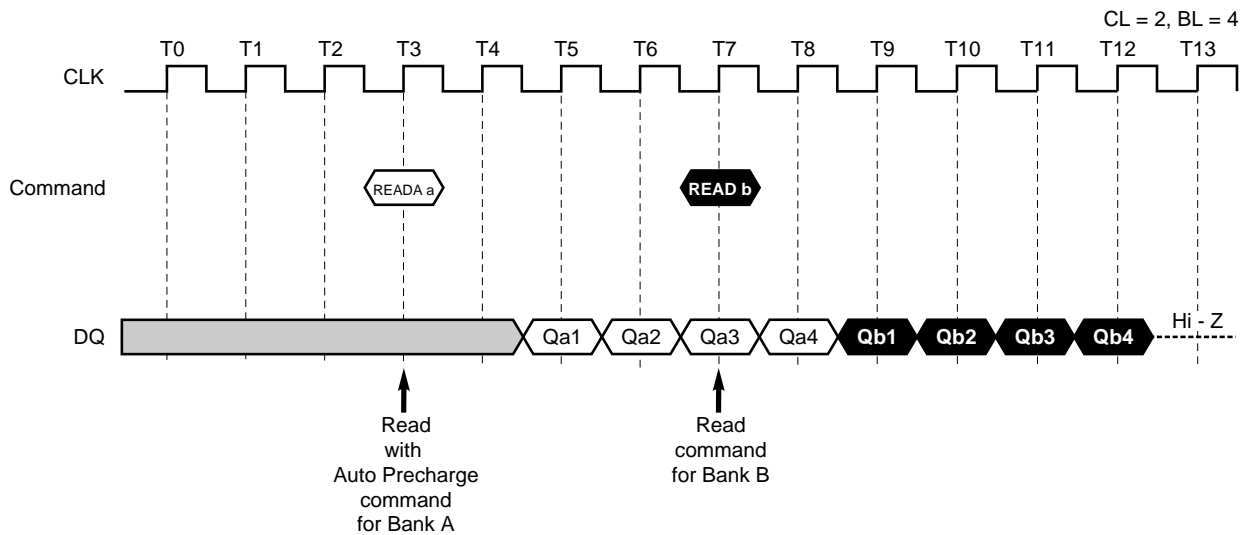 CL = 2, BL = 4
T0 T1 T2 T3 T4 T5 T6 T7 T8 T9 T10 T11 T12 T13
CLK
Command READA a READ b
DQ Qa1 Qa2 Qa3 Qa4 Qb1 Qb2 Qb3 Qb4 Hi - Z
Read
with
Auto Precharge
command
for Bank A
Read
command
for Bank B